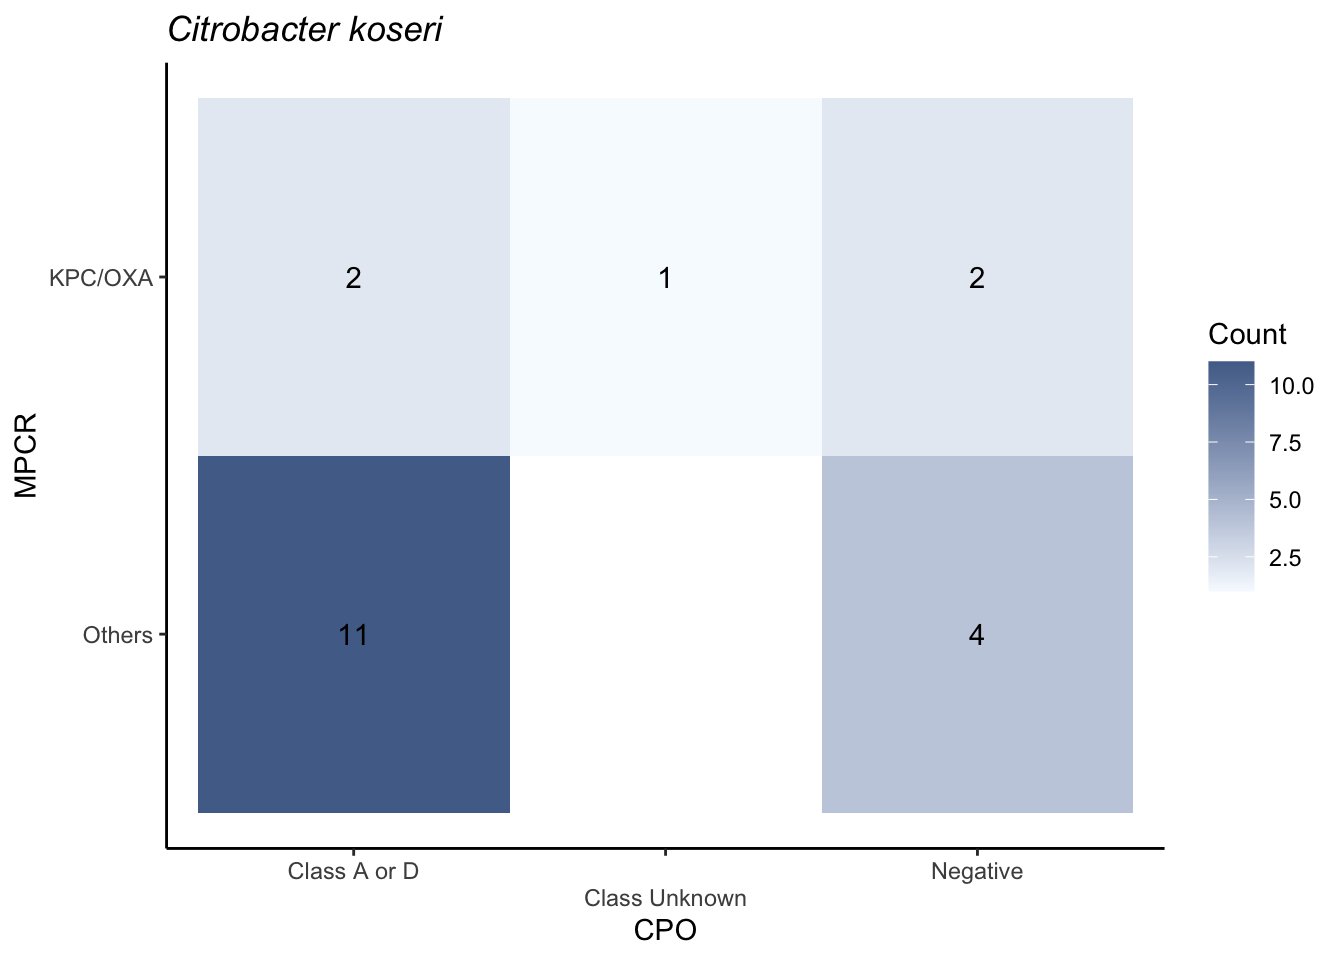 Citrobacter koseri
MPCR
KPC/OXA
2
1
2
Others
11
4
Class A or D
Class Unknown
Negative
CPO
Count
10.0
7.5
5.0
2.5